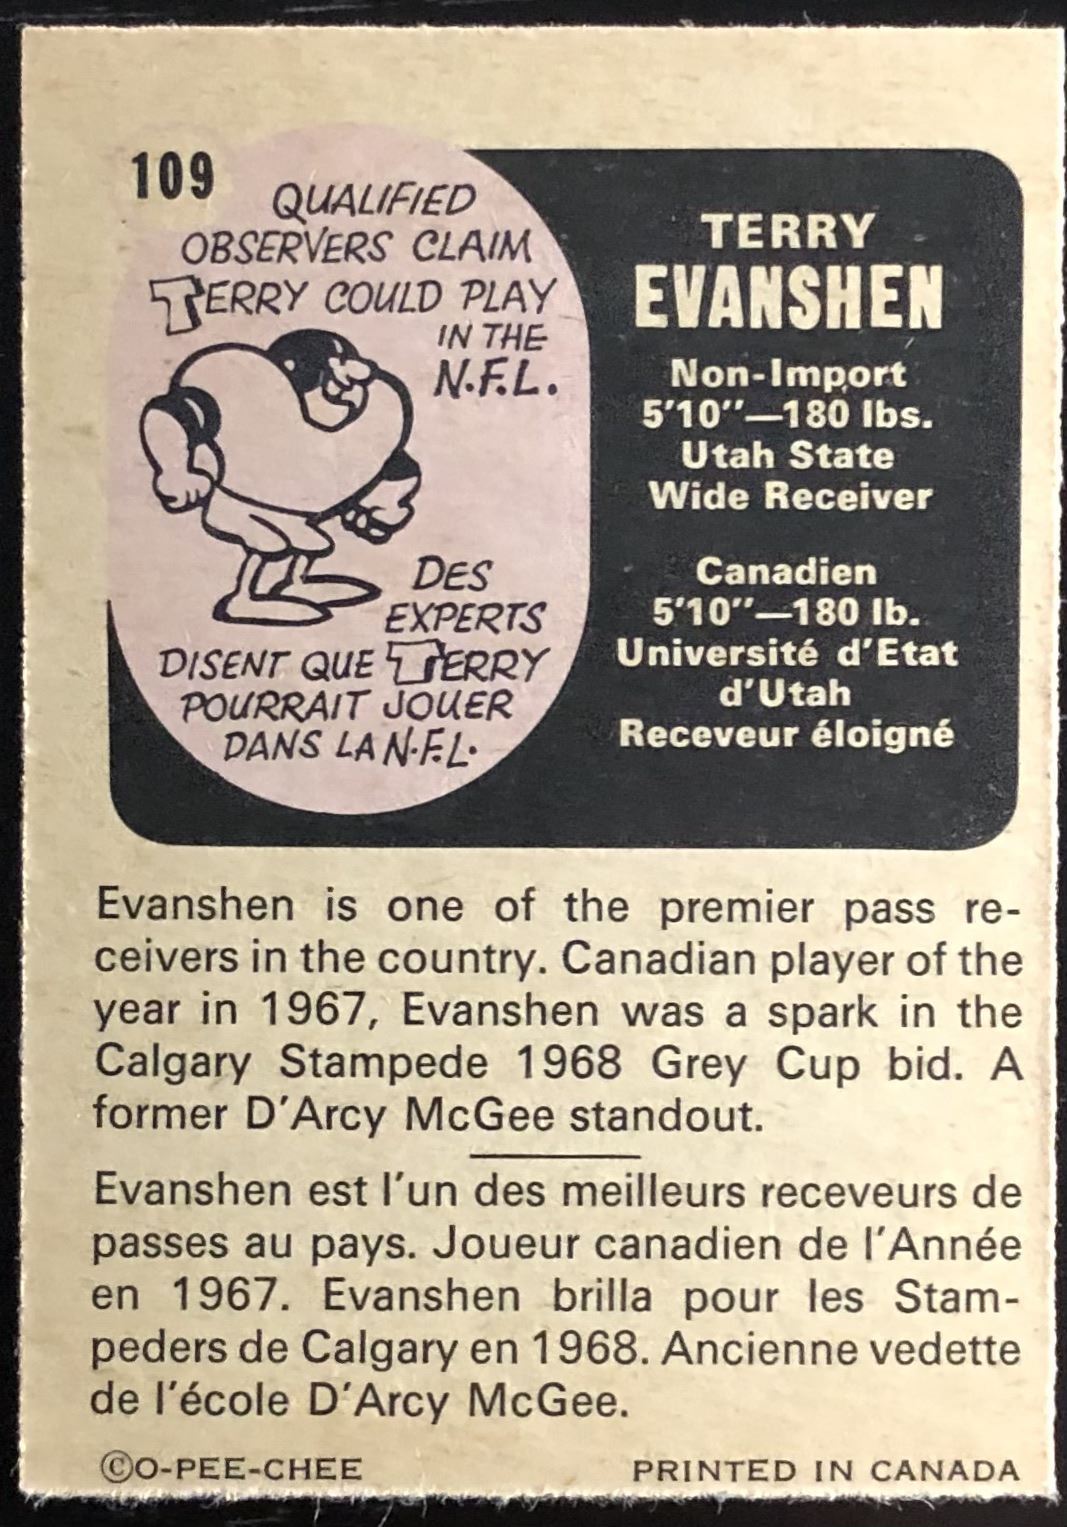 109
QUALIFIED
OBSERVERS CLAIM
TERRY COULD PLAY
IN THE
N.F.L.
DES
EXPERTS
DISENT QUE TERRY
POURRAIT JOUER
DANS LA N.F.L.
TERRY
EVANSHEN
Non-Import
5'10"—180 lbs.
Utah State
Wide Receiver
Canadien
5'10"—180 lb.
Université d'Etat
d'Utah
Receveur éloigné
Evanshen is one of the premier pass re-
ceivers in the country. Canadian player of the
year in 1967, Evanshen was a spark in the
Calgary Stampede 1968 Grey Cup bid. A
former D'Arcy McGee standout.
Evanshen est l'un des meilleurs receveurs de
passes au pays. Joueur canadien de l'Année
en 1967. Evanshen brilla pour les Stam-
peders de Calgary en 1968. Ancienne vedette
de l'école D'Arcy McGee.
©O-PEE-CHEE PRINTED IN CANADA